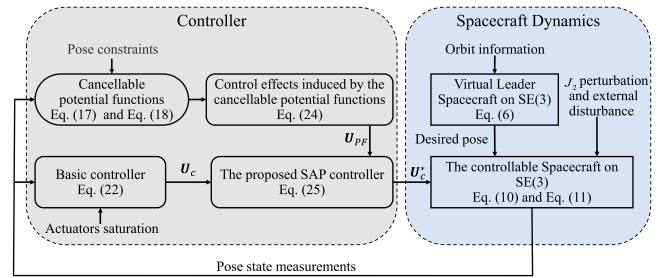 Controller
Spacecraft Dynamics
Pose constraints
Orbit information
Cancellable
potential functions
Eq. (17) and Eq. (18)
Control effects induced by the
cancellable potential functions
Eq. (24)
Virtual Leader
Spacecraft on SE(3)
Eq. (6)
J₂ perturbation
and external
disturbance
U_PF
Desired pose
Basic controller
Eq. (22)
U_c
The proposed SAP controller
Eq. (25)
U_c^*
The controllable Spacecraft on
SE(3)
Eq. (10) and Eq. (11)
Actuators saturation
Pose state measurements